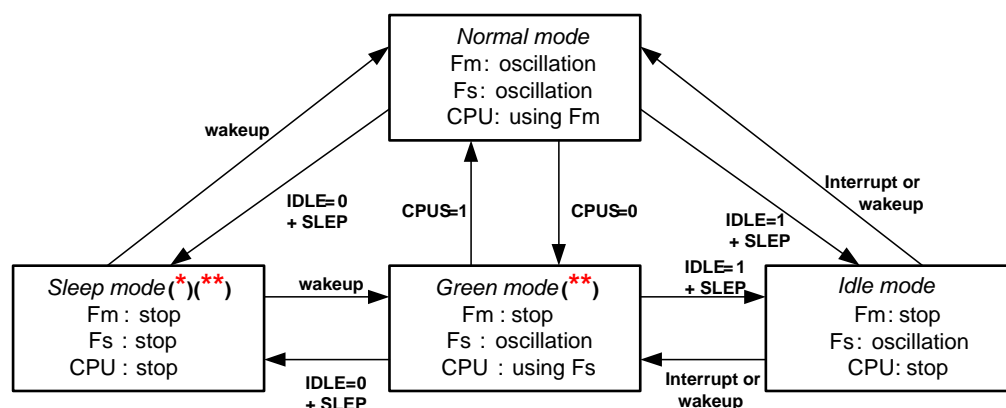 Normal mode
Fm: oscillation
Fs: oscillation
CPU: using Fm
wakeup
IDLE=0
+ SLEP
CPUS=1
CPUS=0
Interrupt or
wakeup
IDLE=1
+ SLEP
Sleep mode(*)(**)
Fm : stop
Fs : stop
CPU : stop
wakeup
IDLE=0
+ SLEP
Green mode(**)
Fm : stop
Fs : oscillation
CPU : using Fs
IDLE=1
+ SLEP
Interrupt or
wakeup
Idle mode
Fm: stop
Fs: oscillation
CPU: stop